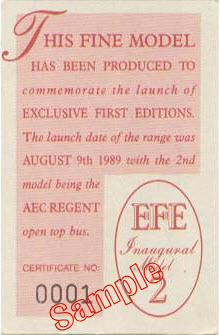 THIS FINE MODEL
HAS BEEN PRODUCED TO
commemorate the launch of
EXCLUSIVE FIRST EDITIONS.
The launch date of the range was
AUGUST 9th 1989 with the 2nd
model being the
AEC REGENT
open top bus.
CERTIFICATE NO:
0001
EFE
Inaugural
Model
2
Sample